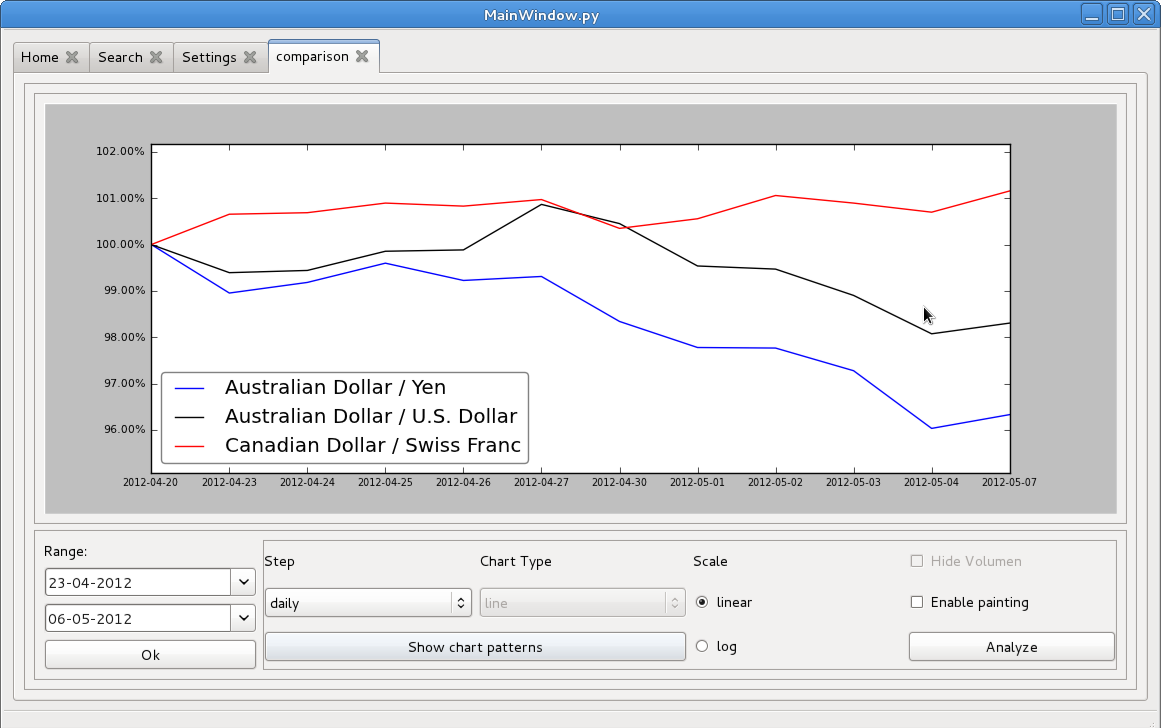 MainWindow.py
Home
Search
Settings
comparison
102.00%
101.00%
100.00%
99.00%
98.00%
97.00%
96.00%
Australian Dollar / Yen
Australian Dollar / U.S. Dollar
Canadian Dollar / Swiss Franc
2012-04-20
2012-04-23
2012-04-24
2012-04-25
2012-04-26
2012-04-27
2012-04-30
2012-05-01
2012-05-02
2012-05-03
2012-05-04
2012-05-07
Range:
23-04-2012
06-05-2012
Ok
Step
daily
Chart Type
line
Show chart patterns
Scale
linear
log
Hide Volumen
Enable painting
Analyze